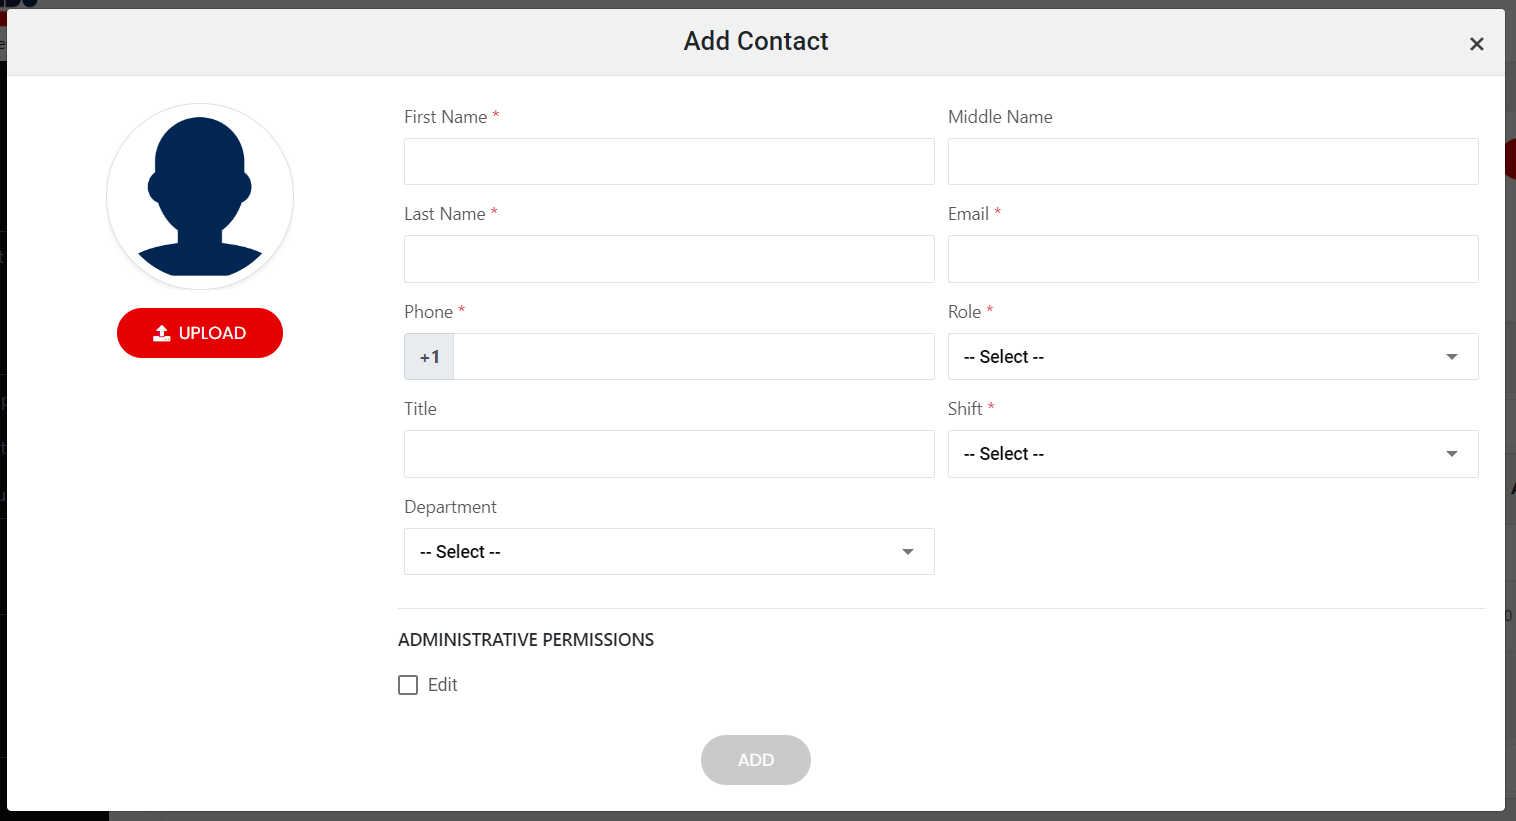 Add Contact
×
First Name *
Middle Name
Last Name *
Email *
Phone *
Role *
+1
-- Select --
Title
Shift *
-- Select --
Department
-- Select --
UPLOAD
ADMINISTRATIVE PERMISSIONS
Edit
ADD